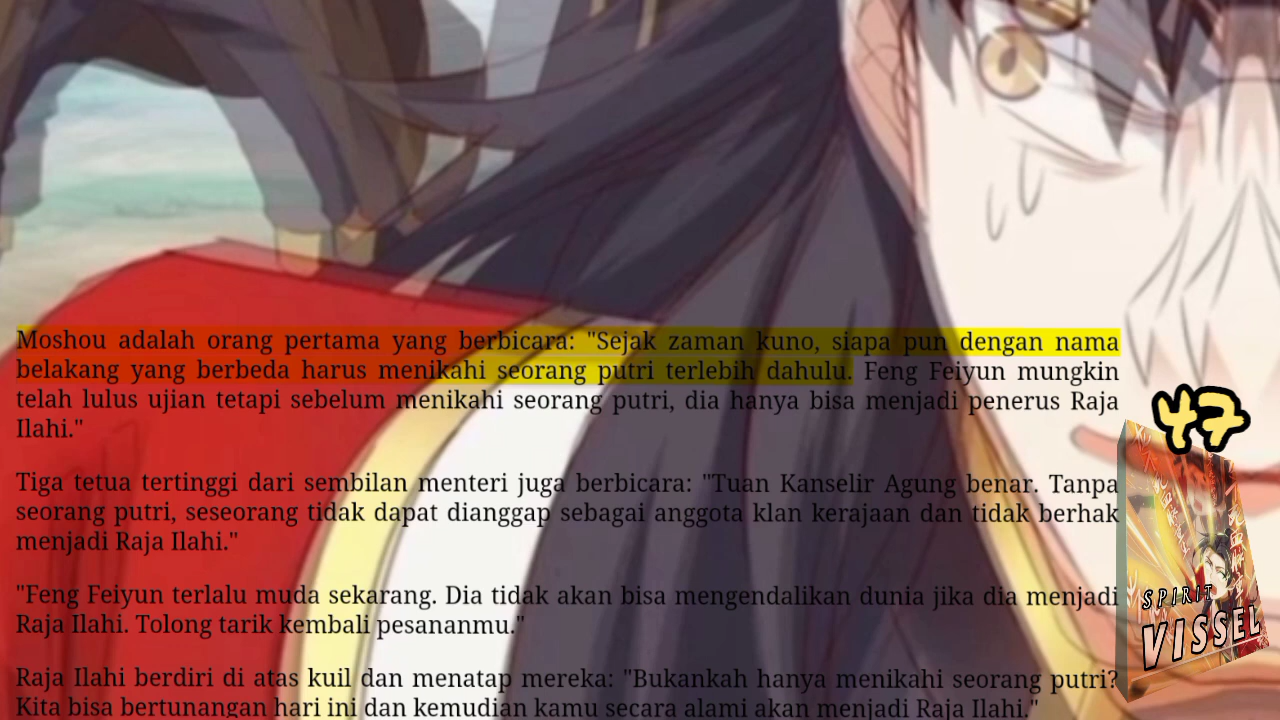 Moshou adalah orang pertama yang berbicara: "Sejak zaman kuno, siapa pun dengan nama
belakang yang berbeda harus menikahi seorang putri terlebih dahulu. Feng Feiyun mungkin
telah lulus ujian tetapi sebelum menikahi seorang putri, dia hanya bisa menjadi penerus Raja
Ilahi."
Tiga tetua tertinggi dari sembilan menteri juga berbicara: "Tuan Kanselir Agung benar. Tanpa
seorang putri, seseorang tidak dapat dianggap sebagai anggota klan kerajaan dan tidak berhak
menjadi Raja Ilahi."
"Feng Feiyun terlalu muda sekarang. Dia tidak akan bisa mengendalikan dunia jika dia menjadi
Raja Ilahi. Tolong tarik kembali pesananmu."
Raja Ilahi berdiri di atas kuil dan menatap mereka: "Bukankah hanya menikahi seorang putri?
Kita bisa bertunangan hari ini dan kemudian kamu secara alami akan menjadi Raja Ilahi."
47
SPIRIT
VISSEL